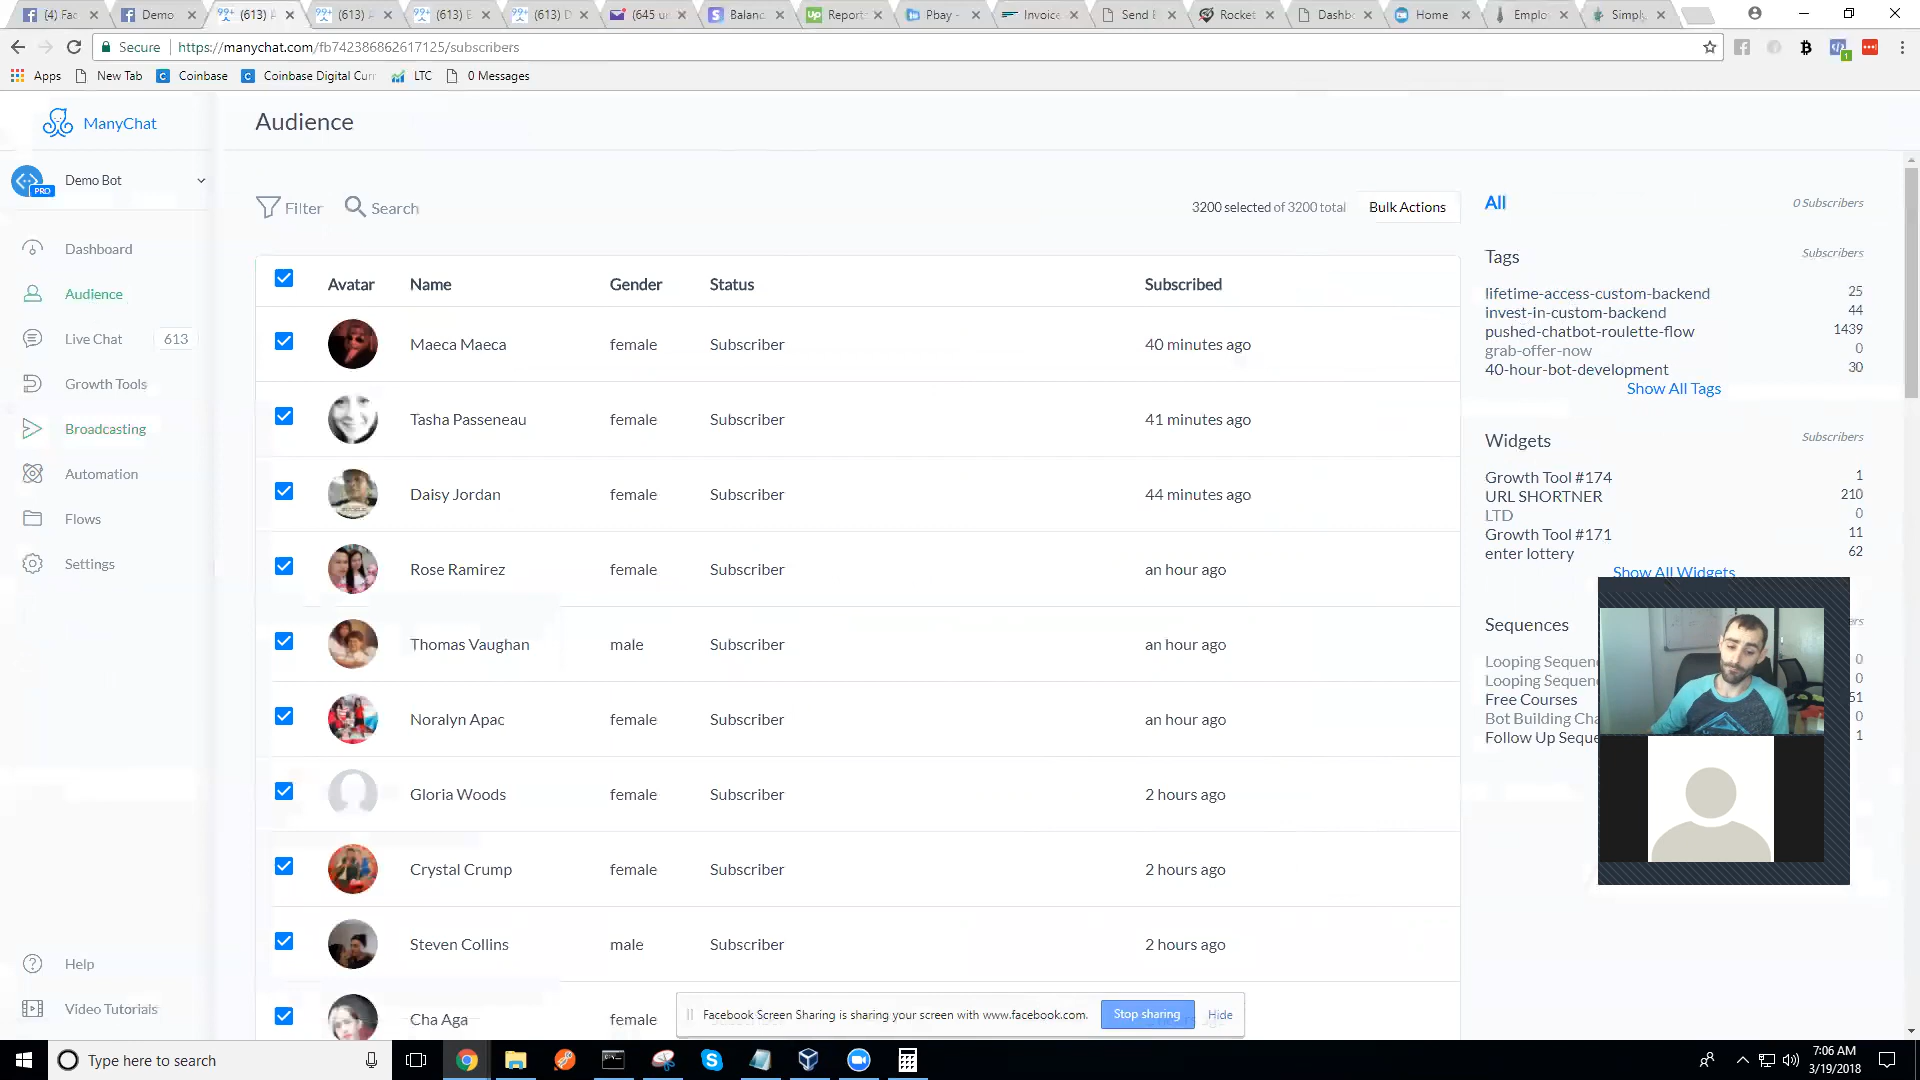 (4) Fac
Demo
(613) A
(613) A
(613) E
(613) D
(645 un
Balanc
Report
Pbay -
Invoice
Send E
Rocket
Dashbo
Home
Emplo
Simply
Secure
https://manychat.com/fb742386862617125/subscribers
Apps
New Tab
Coinbase
Coinbase Digital Curr
LTC
0 Messages
ManyChat
Audience
PRO
Demo Bot
Filter
Search
3200 selected of 3200 total
Bulk Actions
Dashboard
Audience
Live Chat
613
Growth Tools
Broadcasting
Automation
Flows
Settings
Help
Video Tutorials
Avatar Name Gender Status Subscribed
Maeca Maeca female Subscriber 40 minutes ago
Tasha Passeneau female Subscriber 41 minutes ago
Daisy Jordan female Subscriber 44 minutes ago
Rose Ramirez female Subscriber an hour ago
Thomas Vaughan male Subscriber an hour ago
Noralyn Apac female Subscriber an hour ago
Gloria Woods female Subscriber 2 hours ago
Crystal Crump female Subscriber 2 hours ago
Steven Collins male Subscriber 2 hours ago
Cha Aga female
All 0 Subscribers
Tags Subscribers
lifetime-access-custom-backend 25
invest-in-custom-backend 44
pushed-chatbot-roulette-flow 1439
grab-offer-now 0
40-hour-bot-development 30
Show All Tags
Widgets Subscribers
Growth Tool #174 1
URL SHORTNER 210
LTD 0
Growth Tool #171 11
enter lottery 62
Show All Widgets
Sequences
Looping Sequen 0
Looping Sequen 0
Free Courses 51
Bot Building Cha 0
Follow Up Seque 1
Facebook Screen Sharing is sharing your screen with www.facebook.com.
Stop sharing
Hide
Type here to search
7:06 AM
3/19/2018